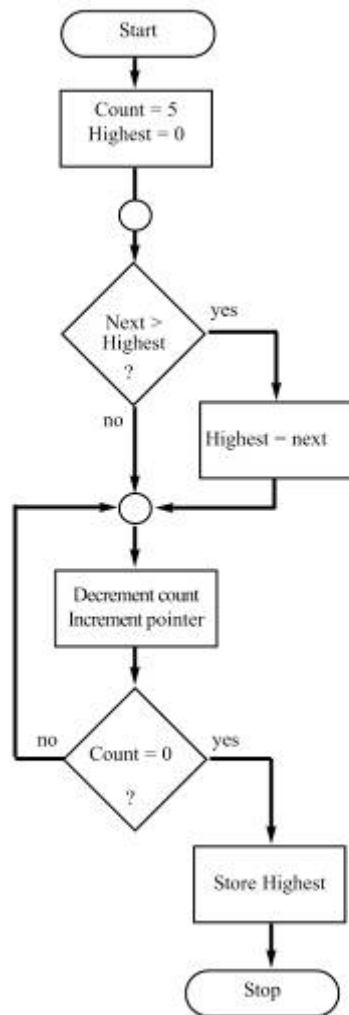 Start
Count = 5
Highest = 0
Next >
Highest
?
yes
no
Highest = next
Decrement count
Increment pointer
no
Count = 0
?
yes
Store Highest
Stop